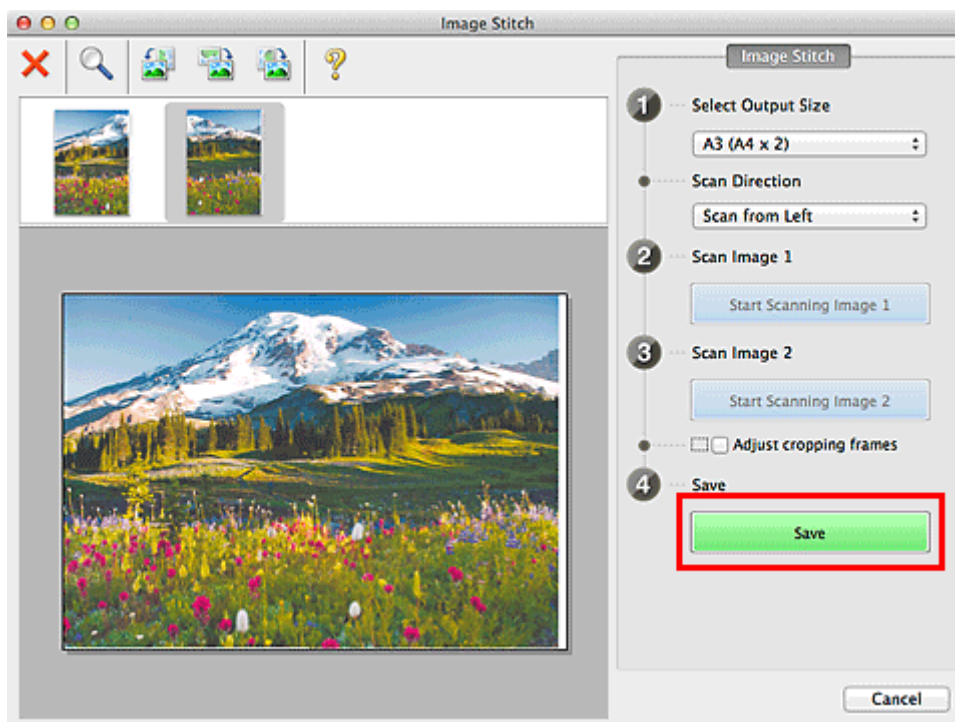 Image Stitch
Image Stitch
1 Select Output Size
A3 (A4 x 2)
Scan Direction
Scan from Left
2 Scan Image 1
Start Scanning Image 1
3 Scan Image 2
Start Scanning Image 2
Adjust cropping frames
4 Save
Save
Cancel